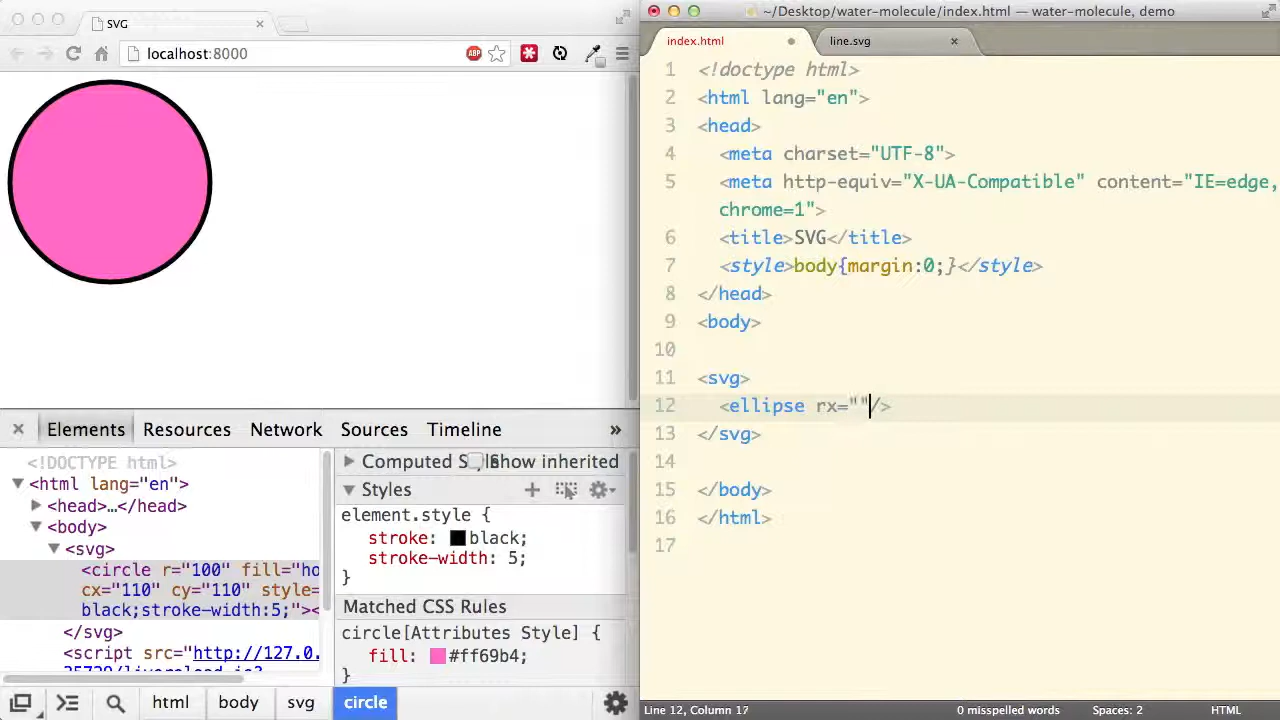 SVG ×
localhost:8000
ABP
× Elements Resources Network Sources Timeline »
<!DOCTYPE html>
▼ <html lang="en">
▶ <head>…</head>
▼ <body>
▼ <svg>
<circle r="100" fill="ho
cx="110" cy="110" style=
black;stroke-width:5;"><
</svg>
<script src="http://127.0.
▶ Computed Style Show inherited
▼ Styles
element.style {
stroke: black;
stroke-width: 5;
}
Matched CSS Rules
circle[Attributes Style] {
fill: #ff69b4;
}
html body svg circle
~/Desktop/water-molecule/index.html — water-molecule, demo
index.html line.svg ×
1 <!doctype html>
2 <html lang="en">
3 <head>
4 <meta charset="UTF-8">
5 <meta http-equiv="X-UA-Compatible" content="IE=edge,
chrome=1">
6 <title>SVG</title>
7 <style>body{margin:0;}</style>
8 </head>
9 <body>
10
11 <svg>
12 <ellipse rx=""/>
13 </svg>
14
15 </body>
16 </html>
17
Line 12, Column 17 0 misspelled words Spaces: 2 HTML